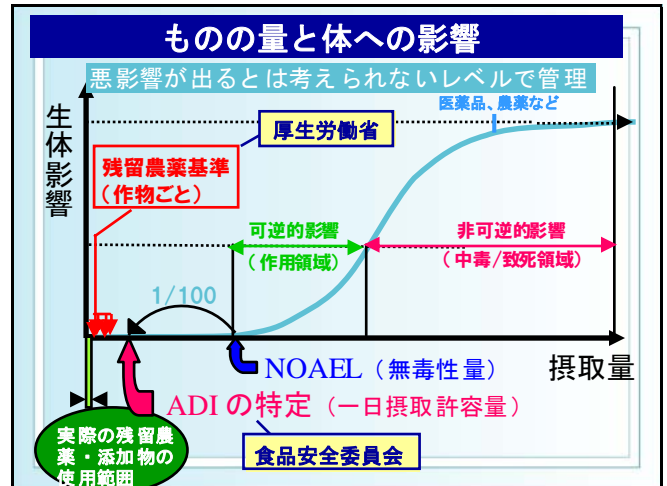 ものの量と体への影響
悪影響が出るとは考えられないレベルで管理
医薬品、農薬など
生体影響
厚生労働省
残留農薬基準
（作物ごと）
可逆的影響
（作用領域）
非可逆的影響
（中毒/致死領域）
1/100
NOAEL（無毒性量）
摂取量
ADIの特定（一日摂取許容量）
実際の残留農
薬・添加物の
使用範囲
食品安全委員会